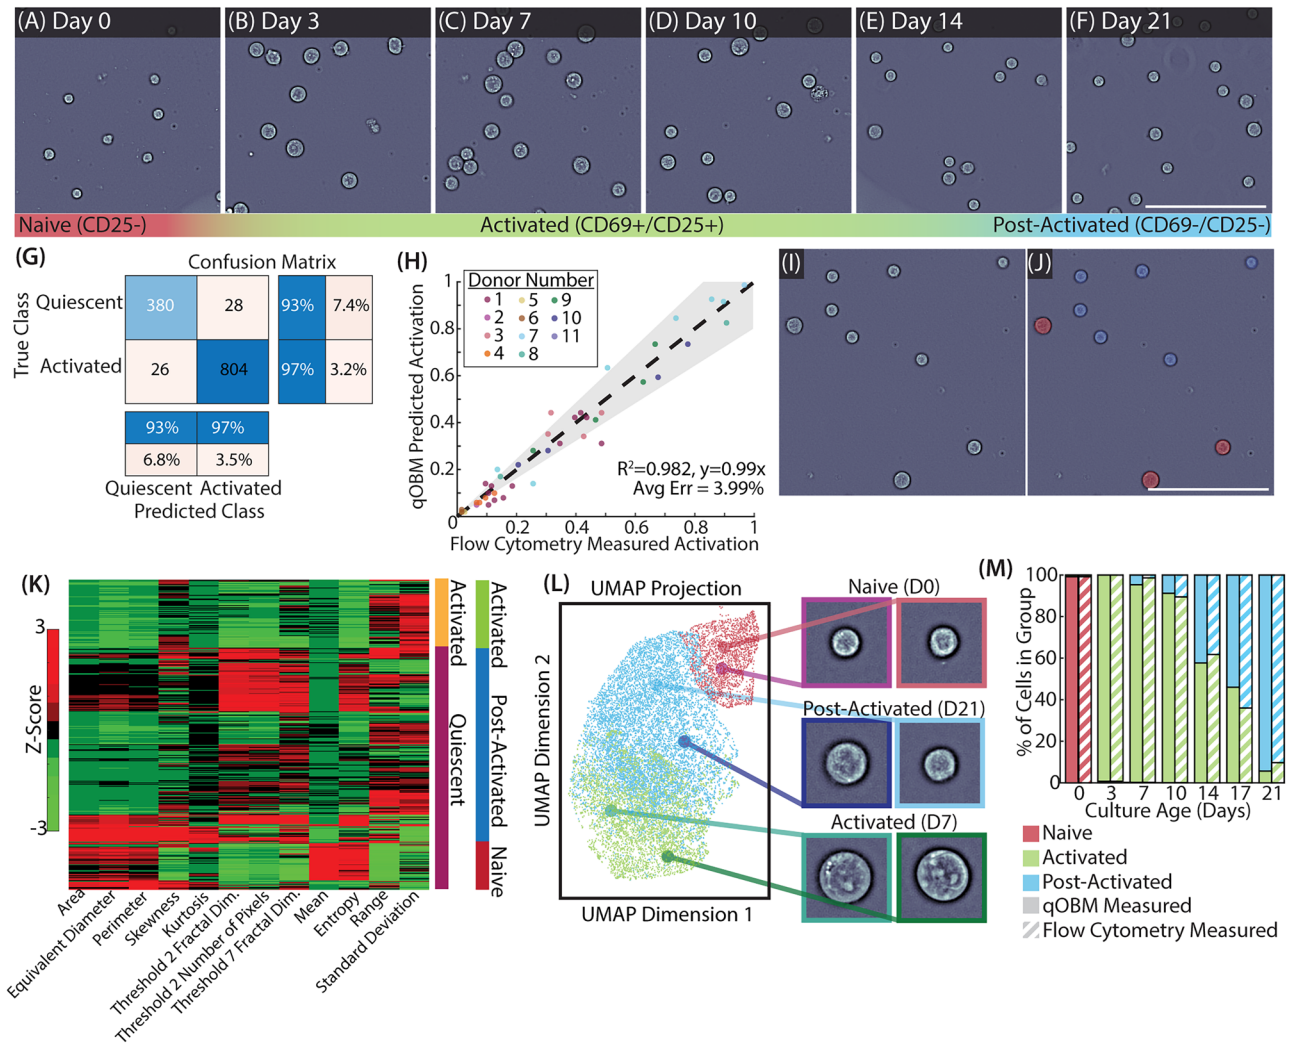 (A) Day 0
(B) Day 3
(C) Day 7
(D) Day 10
(E) Day 14
(F) Day 21
Naive (CD25-)
Activated (CD69+/CD25+)
Post-Activated (CD69-/CD25-)
(G)
Confusion Matrix
True Class
Quiescent
380
28
93%
7.4%
Activated
26
804
97%
3.2%
93%
97%
6.8%
3.5%
Quiescent Activated
Predicted Class
(H)
qOBM Predicted Activation
1
0.8
0.6
0.4
0.2
Donor Number
1 5 9
2 6 10
3 7 11
4 8
R²=0.982, y=0.99x
Avg Err = 3.99%
0 0.2 0.4 0.6 0.8 1
Flow Cytometry Measured Activation
(I)
(J)
(K)
3
Z-Score
-3
Activated
Quiescent
Activated
Post-Activated
Naive
Area
Equivalent Diameter
Perimeter
Skewness
Kurtosis
Threshold 2 Fractal Dim.
Threshold 2 Number of Pixels
Threshold 7 Fractal Dim.
Mean
Entropy
Range
Standard Deviation
(L)
UMAP Projection
UMAP Dimension 2
UMAP Dimension 1
Naive (D0)
Post-Activated (D21)
Activated (D7)
(M)
% of Cells in Group
100
80
60
40
20
0
0 3 7 10 14 17 21
Culture Age (Days)
Naive
Activated
Post-Activated
qOBM Measured
Flow Cytometry Measured